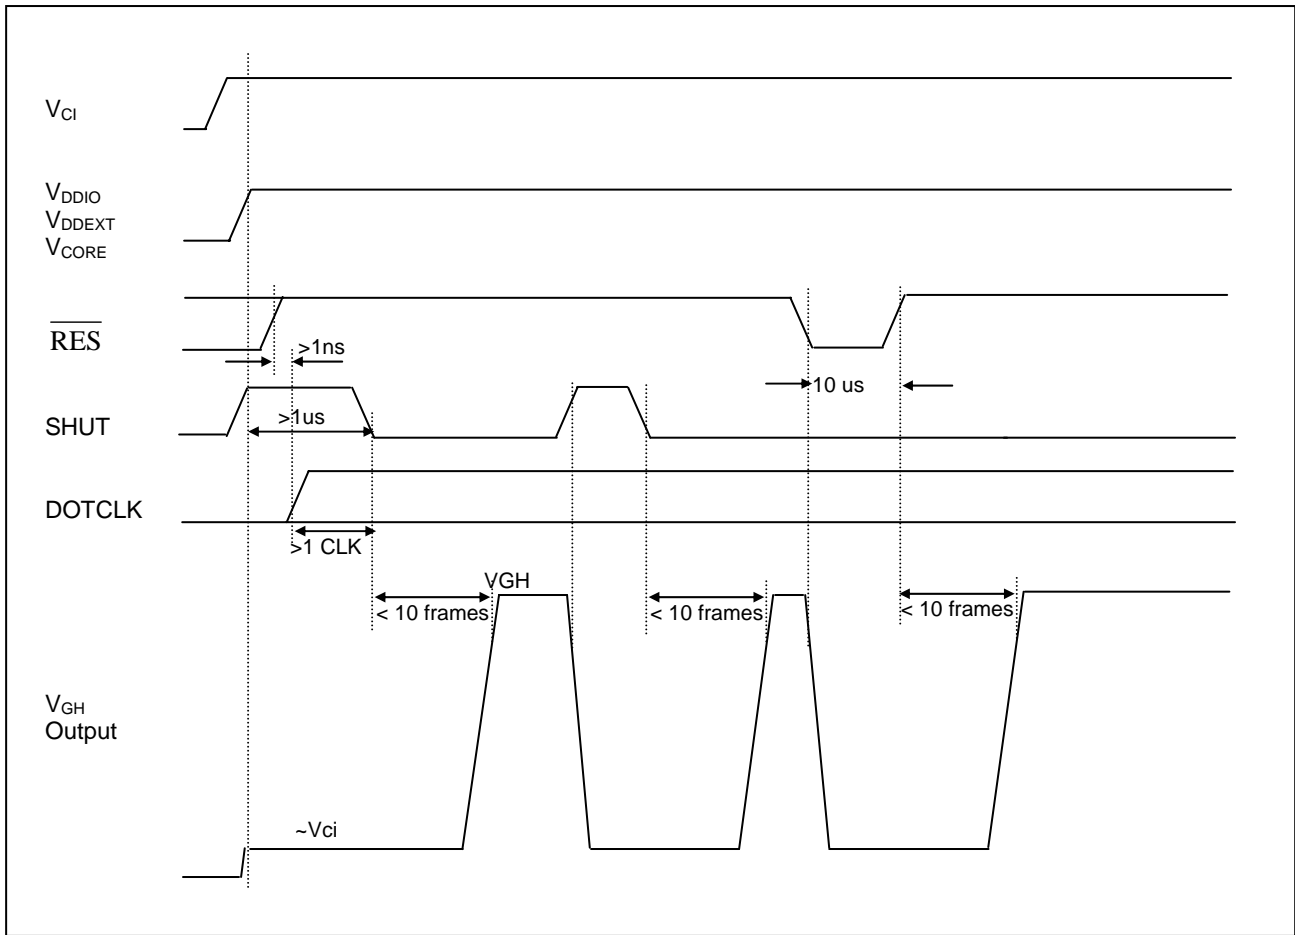 VCI
VDDIO
VDDEXT
VCORE
RES
>1ns
10 us
SHUT
>1us
DOTCLK
>1 CLK
VGH
< 10 frames
< 10 frames
< 10 frames
VGH
Output
~Vci